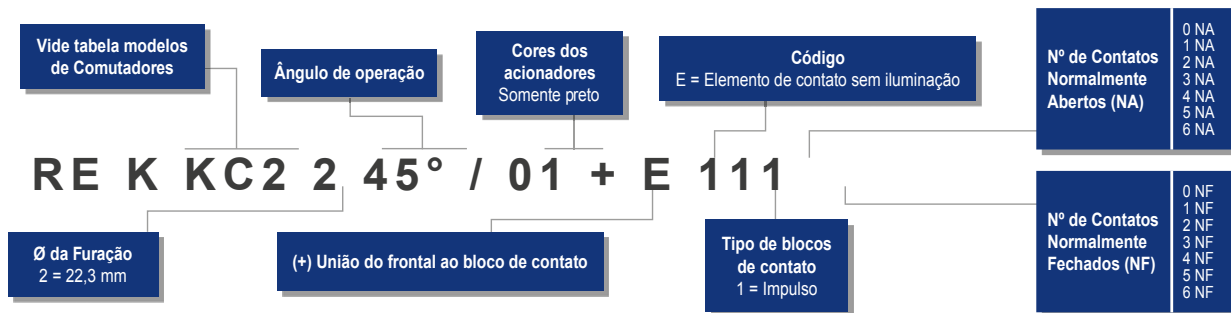 Vide tabela modelos
de Comutadores
Ângulo de operação
Cores dos
acionadores
Somente preto
Código
E = Elemento de contato sem iluminação
Nº de Contatos
Normalmente
Abertos (NA)
0 NA
1 NA
2 NA
3 NA
4 NA
5 NA
6 NA
RE K KC2 2 45° / 01 + E 111
Ø da Furação
2 = 22,3 mm
(+) União do frontal ao bloco de contato
Tipo de blocos
de contato
1 = Impulso
Nº de Contatos
Normalmente
Fechados (NF)
0 NF
1 NF
2 NF
3 NF
4 NF
5 NF
6 NF